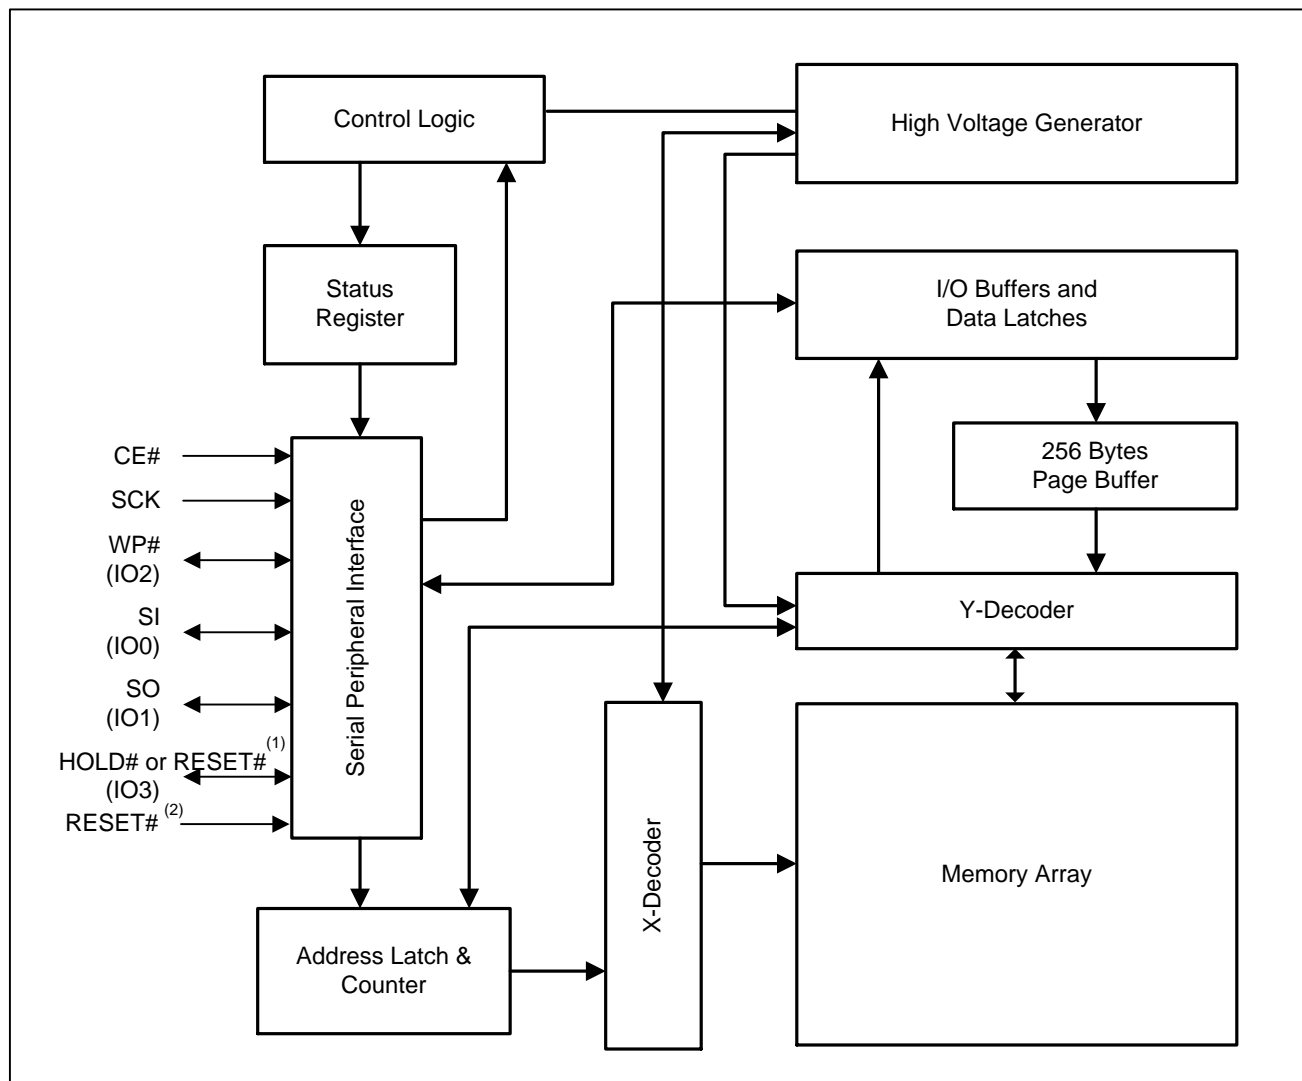 Control Logic
High Voltage Generator
Status
Register
I/O Buffers and
Data Latches
256 Bytes
Page Buffer
CE#
SCK
WP#
(IO2)
SI
(IO0)
SO
(IO1)
HOLD# or RESET# (1)
(IO3)
RESET# (2)
Serial Peripheral Interface
Y-Decoder
X-Decoder
Memory Array
Address Latch &
Counter